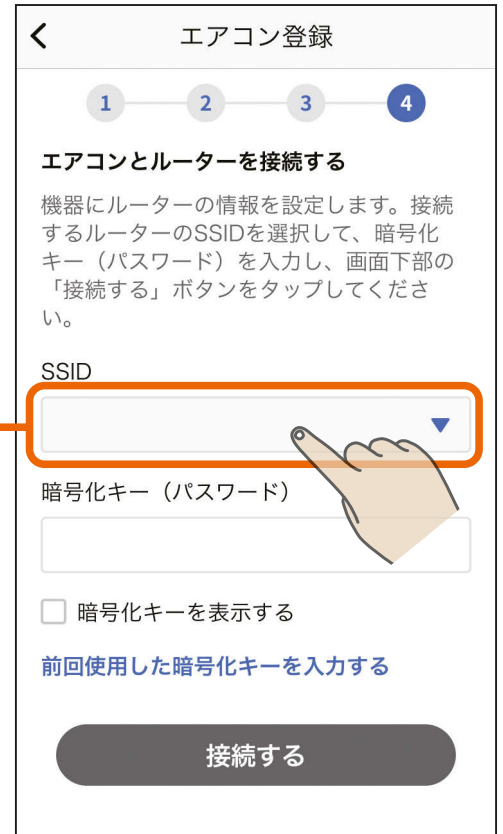 エアコン登録
1 2 3 4
エアコンとルーターを接続する
機器にルーターの情報を設定します。接続
するルーターのSSIDを選択して、暗号化
キー（パスワード）を入力し、画面下部の
「接続する」ボタンをタップしてくださ
い。
SSID
暗号化キー（パスワード）
暗号化キーを表示する
前回使用した暗号化キーを入力する
接続する